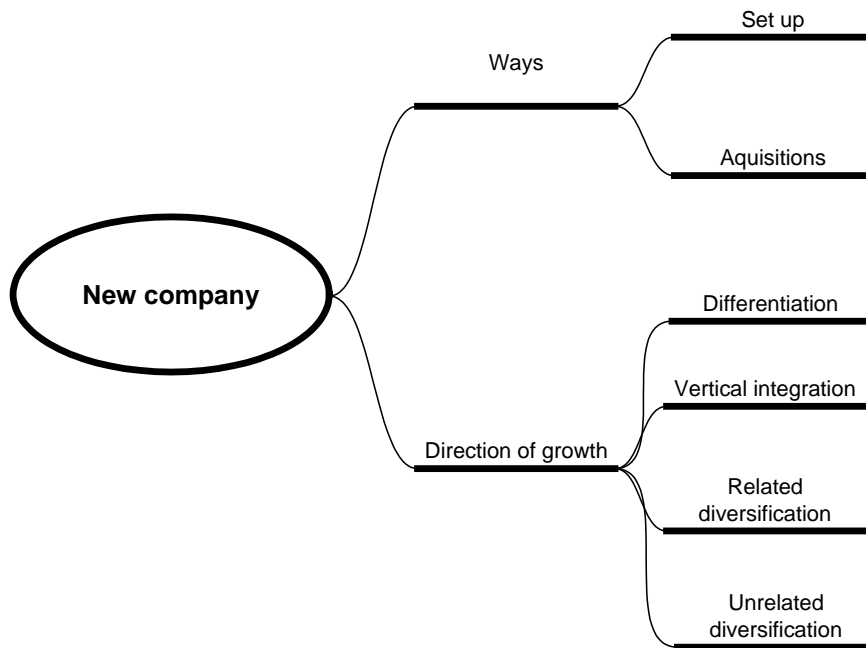 Set up
Ways
Aquisitions
New company
Differentiation
Vertical integration
Direction of growth
Related
diversification
Unrelated
diversification